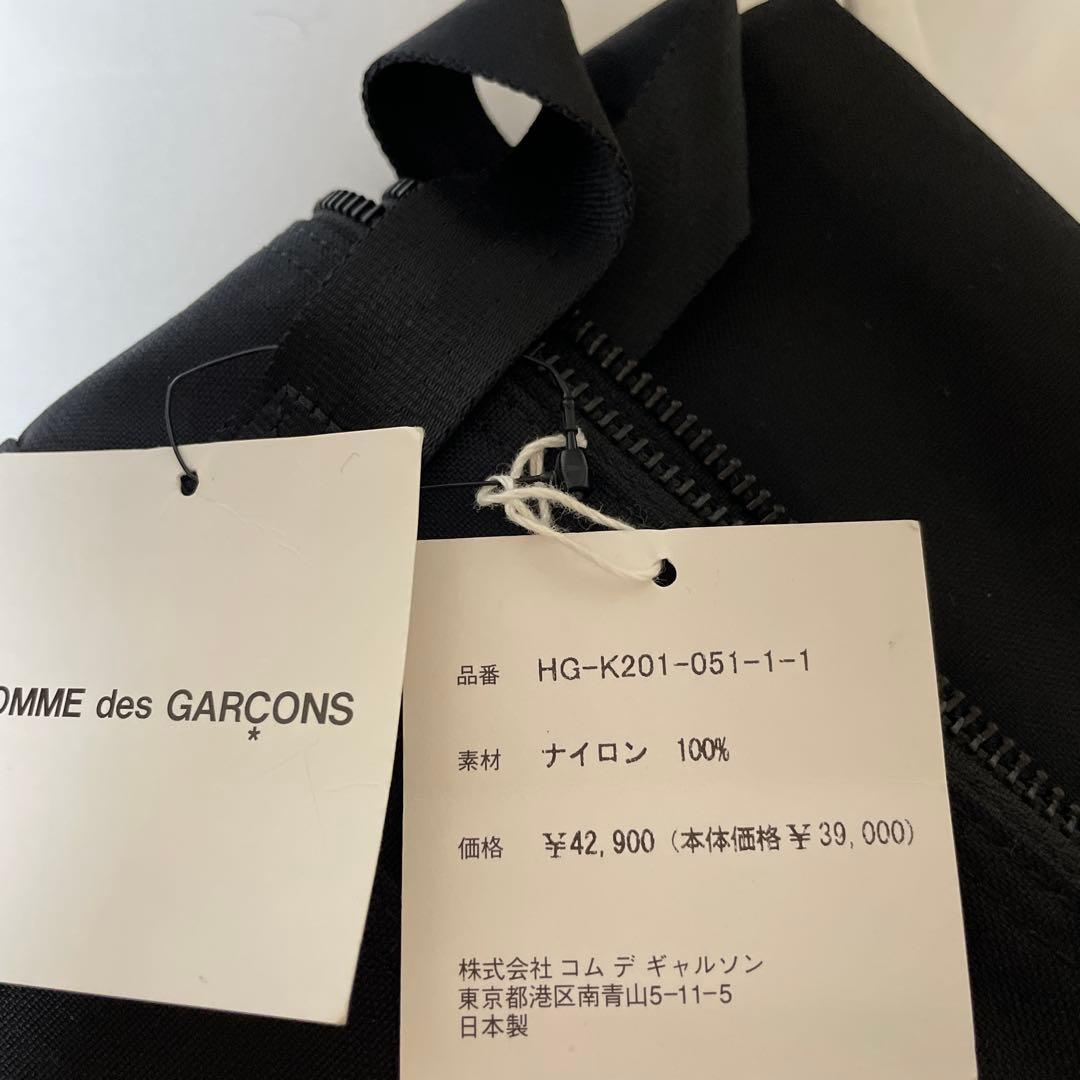 OMME des GARÇONS
*
品番 HG-K201-051-1-1
素材 ナイロン 100%
価格 ¥42,900 (本体価格¥39,000)
株式会社 コム デ ギャルソン
東京都港区南青山5-11-5
日本製